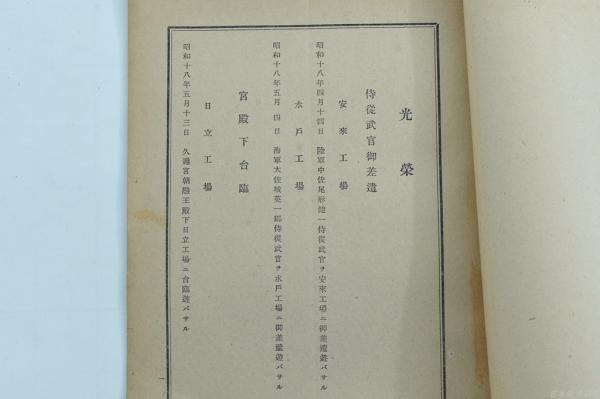 光榮
侍從武官御差遣
安來工場
昭和十八年四月十四日 陸軍中佐尾形健一侍從武官ヲ安來工場ニ御差遣遊バサル
水戸工場
昭和十八年五月 四日 海軍大佐城英一郎侍從武官ヲ水戸工場ニ御差遣遊バサル
宮殿下台臨
日立工場
昭和十八年五月十三日 久邇宮朝融王殿下日立工場ニ台臨遊バサル
一